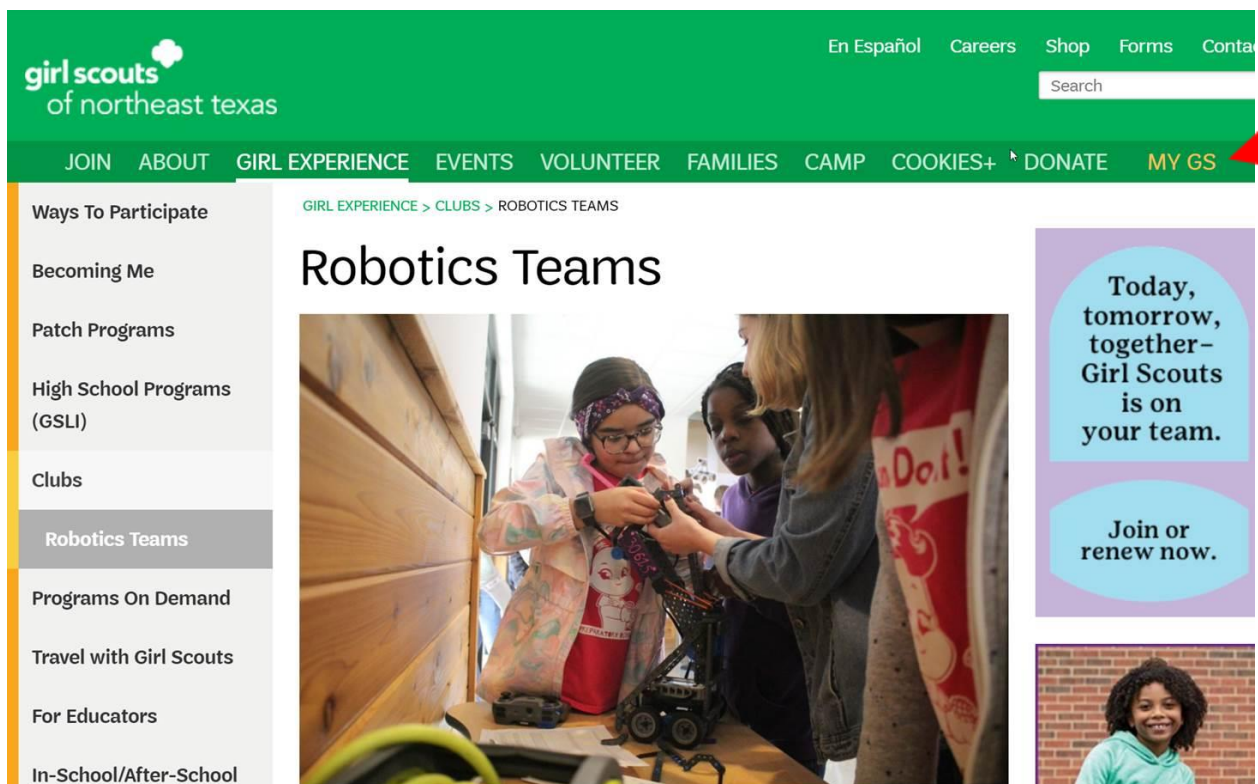 girl scouts
of northeast texas
En Español Careers Shop Forms
Search
JOIN ABOUT GIRL EXPERIENCE EVENTS VOLUNTEER FAMILIES CAMP COOKIES+ DONATE MY GS
Ways To Participate
Becoming Me
Patch Programs
High School Programs
(GSLI)
Clubs
Robotics Teams
Programs On Demand
Travel with Girl Scouts
For Educators
In-School/After-School
GIRL EXPERIENCE > CLUBS > ROBOTICS TEAMS
Robotics Teams
Do it!
Today,
tomorrow,
together–
Girl Scouts
is on
your team.
Join or
renew now.